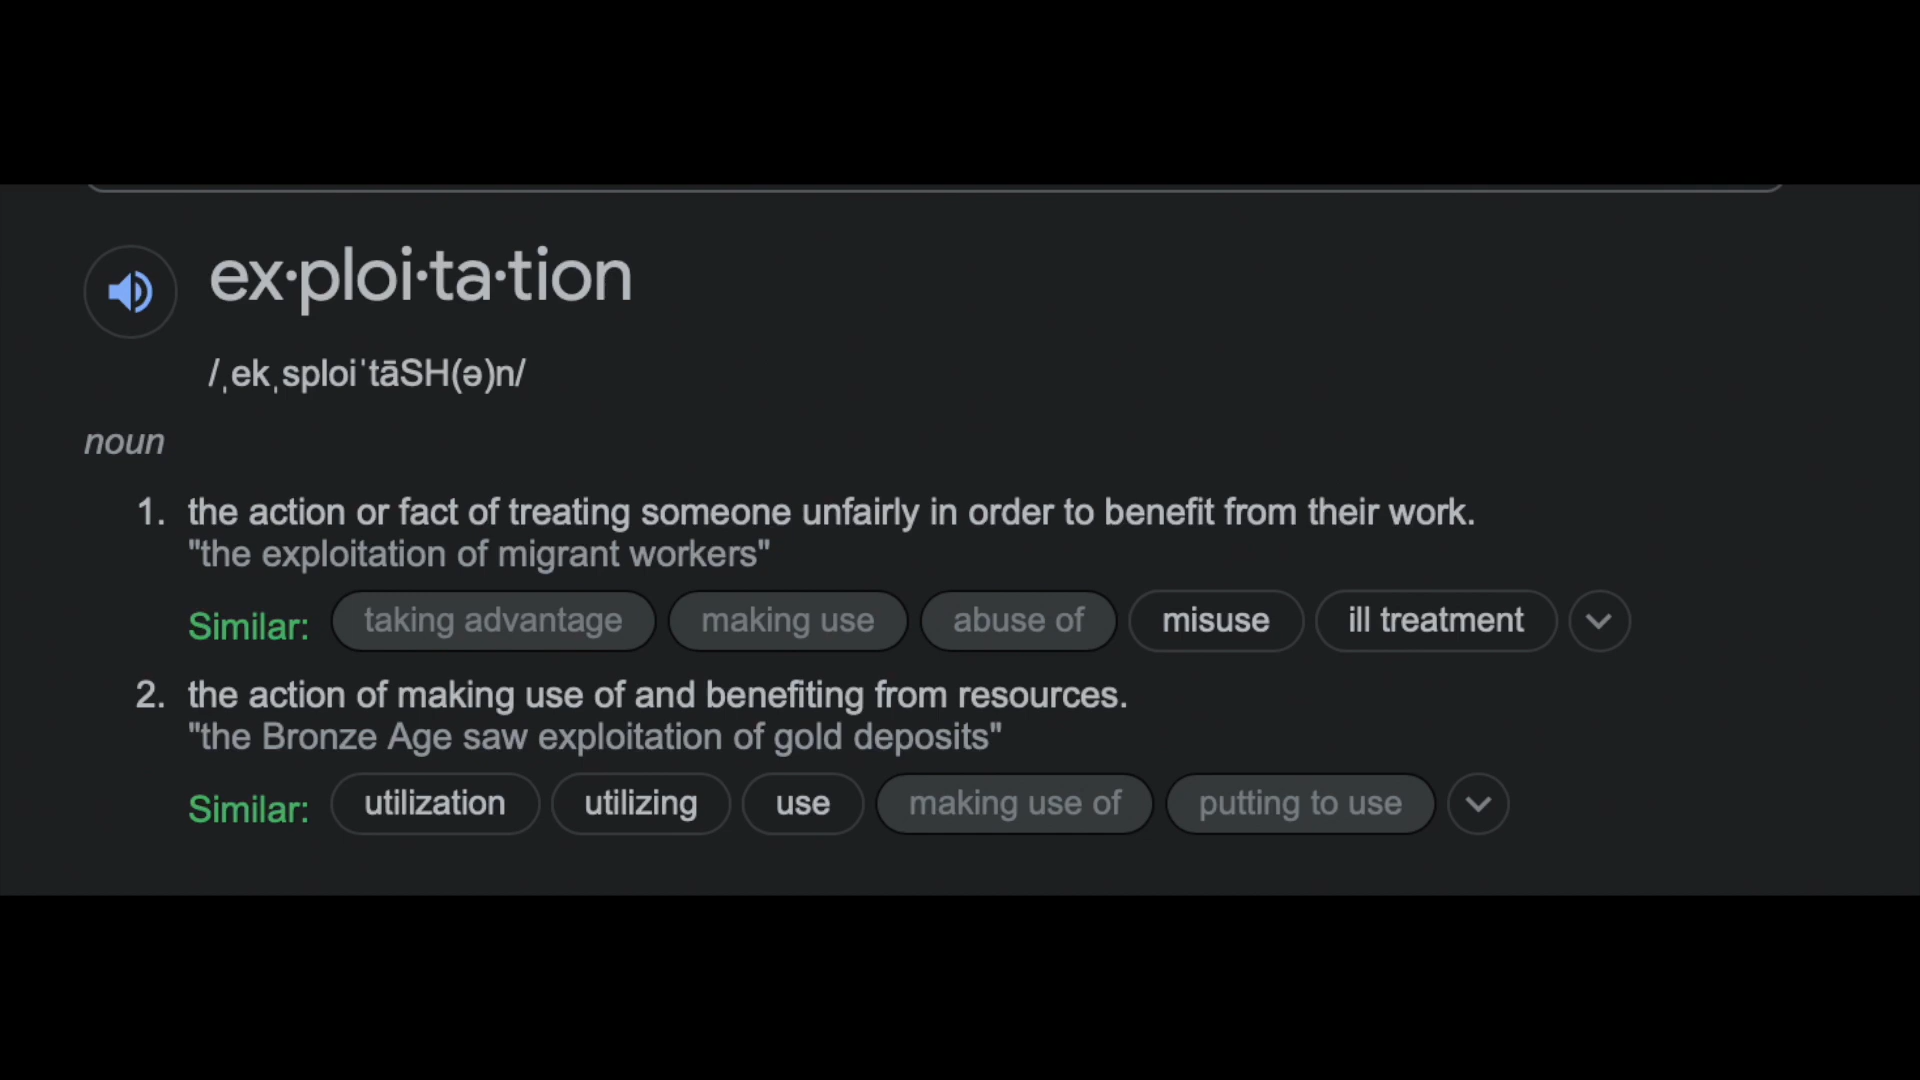 ex·ploi·ta·tion
/ˌekˌsploiˈtāSH(ə)n/
noun
1. the action or fact of treating someone unfairly in order to benefit from their work.
"the exploitation of migrant workers"
Similar: taking advantage making use abuse of misuse ill treatment
2. the action of making use of and benefiting from resources.
"the Bronze Age saw exploitation of gold deposits"
Similar: utilization utilizing use making use of putting to use